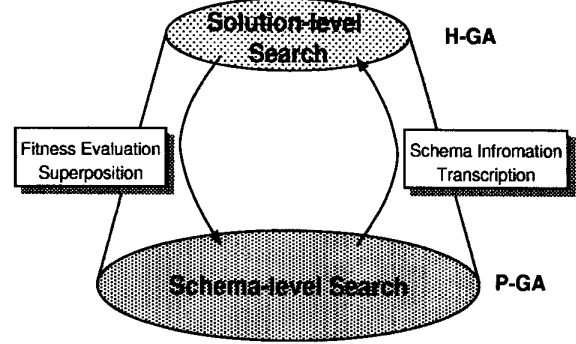 Solution-level
Search
H-GA
Fitness Evaluation
Superposition
Schema Infromation
Transcription
Schema-level Search
P-GA